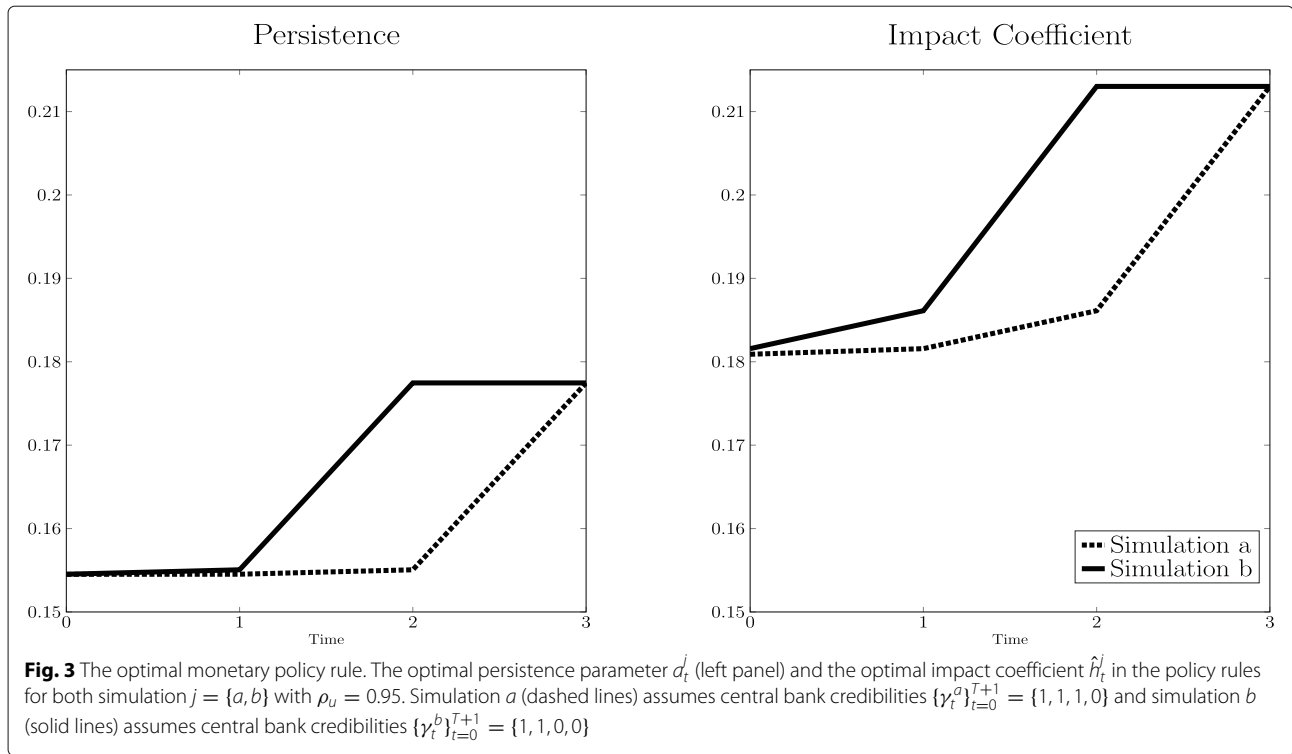 Persistence
0.21
0.2
0.19
0.18
0.17
0.16
0.15
0 1 2 3
Time
Impact Coefficient
0.21
0.2
0.19
0.18
0.17
0.16
0.15
0 1 2 3
Time
Simulation a
Simulation b
Fig. 3 The optimal monetary policy rule. The optimal persistence parameter $d_t^j$ (left panel) and the optimal impact coefficient $\hat{h}_t^j$ in the policy rules
for both simulation $j = \{a, b\}$ with $\rho_u = 0.95$. Simulation a (dashed lines) assumes central bank credibilities $\{\gamma_t^a\}_{t=0}^{T+1} = \{1, 1, 1, 0\}$ and simulation b
(solid lines) assumes central bank credibilities $\{\gamma_t^b\}_{t=0}^{T+1} = \{1, 1, 0, 0\}$